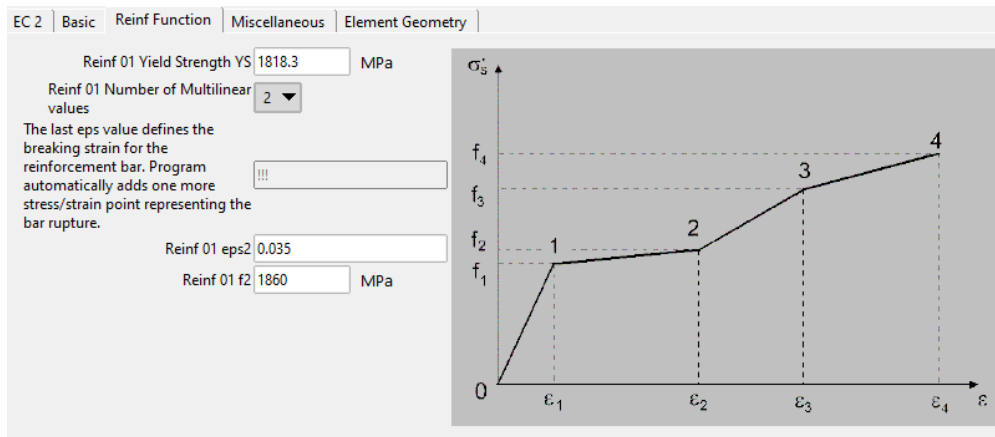 EC 2 Basic Reinf Function Miscellaneous Element Geometry
Reinf 01 Yield Strength YS 1818.3 MPa
Reinf 01 Number of Multilinear
values
2
The last eps value defines the
breaking strain for the
reinforcement bar. Program
automatically adds one more
stress/strain point representing the
bar rupture.
!!!
Reinf 01 eps2 0.035
Reinf 01 f2 1860 MPa
σ's
f4
f3
f2
f1
1
2
3
4
0
ε1
ε2
ε3
ε4
ε